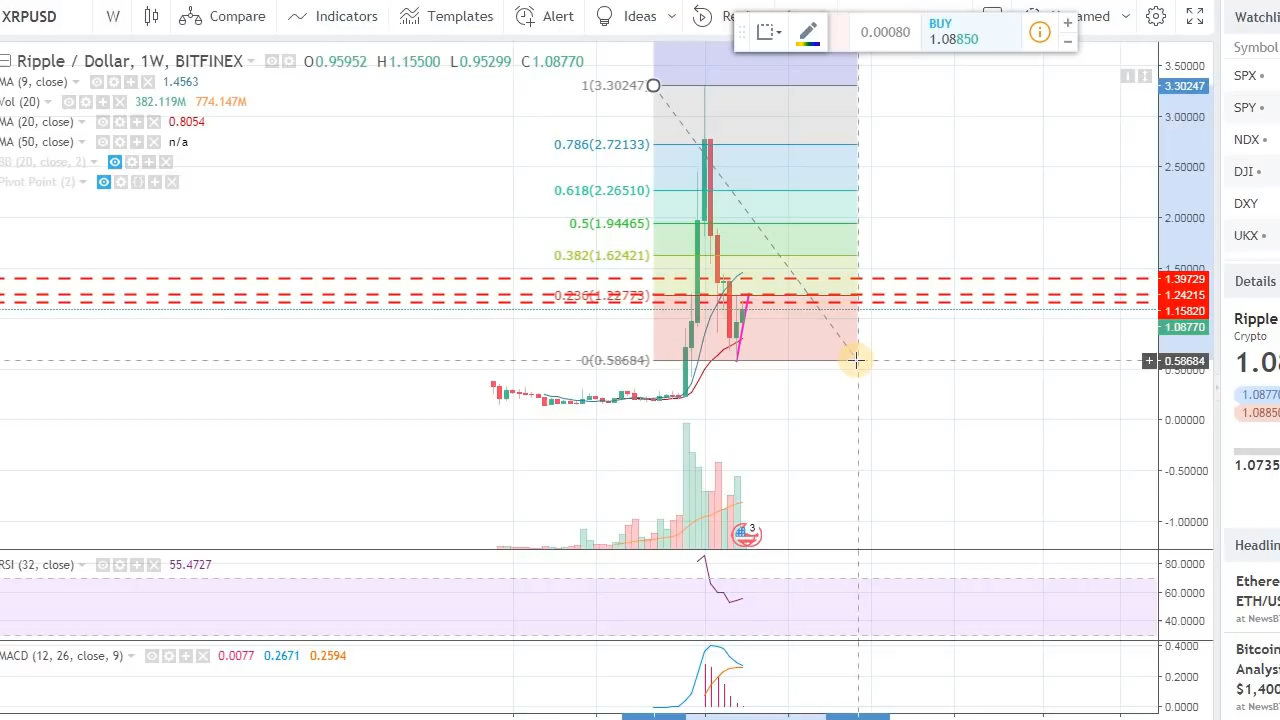 XRPUSD W Compare Indicators Templates Alert Ideas
0.00080 BUY 1.08850
Ripple / Dollar, 1W, BITFINEX O0.95952 H1.15500 L0.95299 C1.08770
MA (9, close) 1.4563
Vol (20) 382.119M 774.147M
MA (20, close) 0.8054
MA (50, close) n/a
BB (20, close, 2)
Pivot Point (2)
1(3.30247)
0.786(2.72133)
0.618(2.26510)
0.5(1.94465)
0.382(1.62421)
0.236(1.22773)
0(0.58684)
3.50000
3.30247
3.00000
2.50000
2.00000
1.50000
1.39729
1.24215
1.15820
1.08770
0.58684
0.50000
0.00000
-0.50000
-1.00000
3
RSI (32, close) 55.4727
80.0000
60.0000
40.0000
MACD (12, 26, close, 9) 0.0077 0.2671 0.2594
0.4000
0.2000
0.0000
Symbol
SPX
SPY
NDX
DJI
DXY
UKX
Details
Ripple
Crypto
1.08770
1.08850
1.0735
ETH/US
at NewsB
Bitcoin
Analyst
$1,400
at NewsB